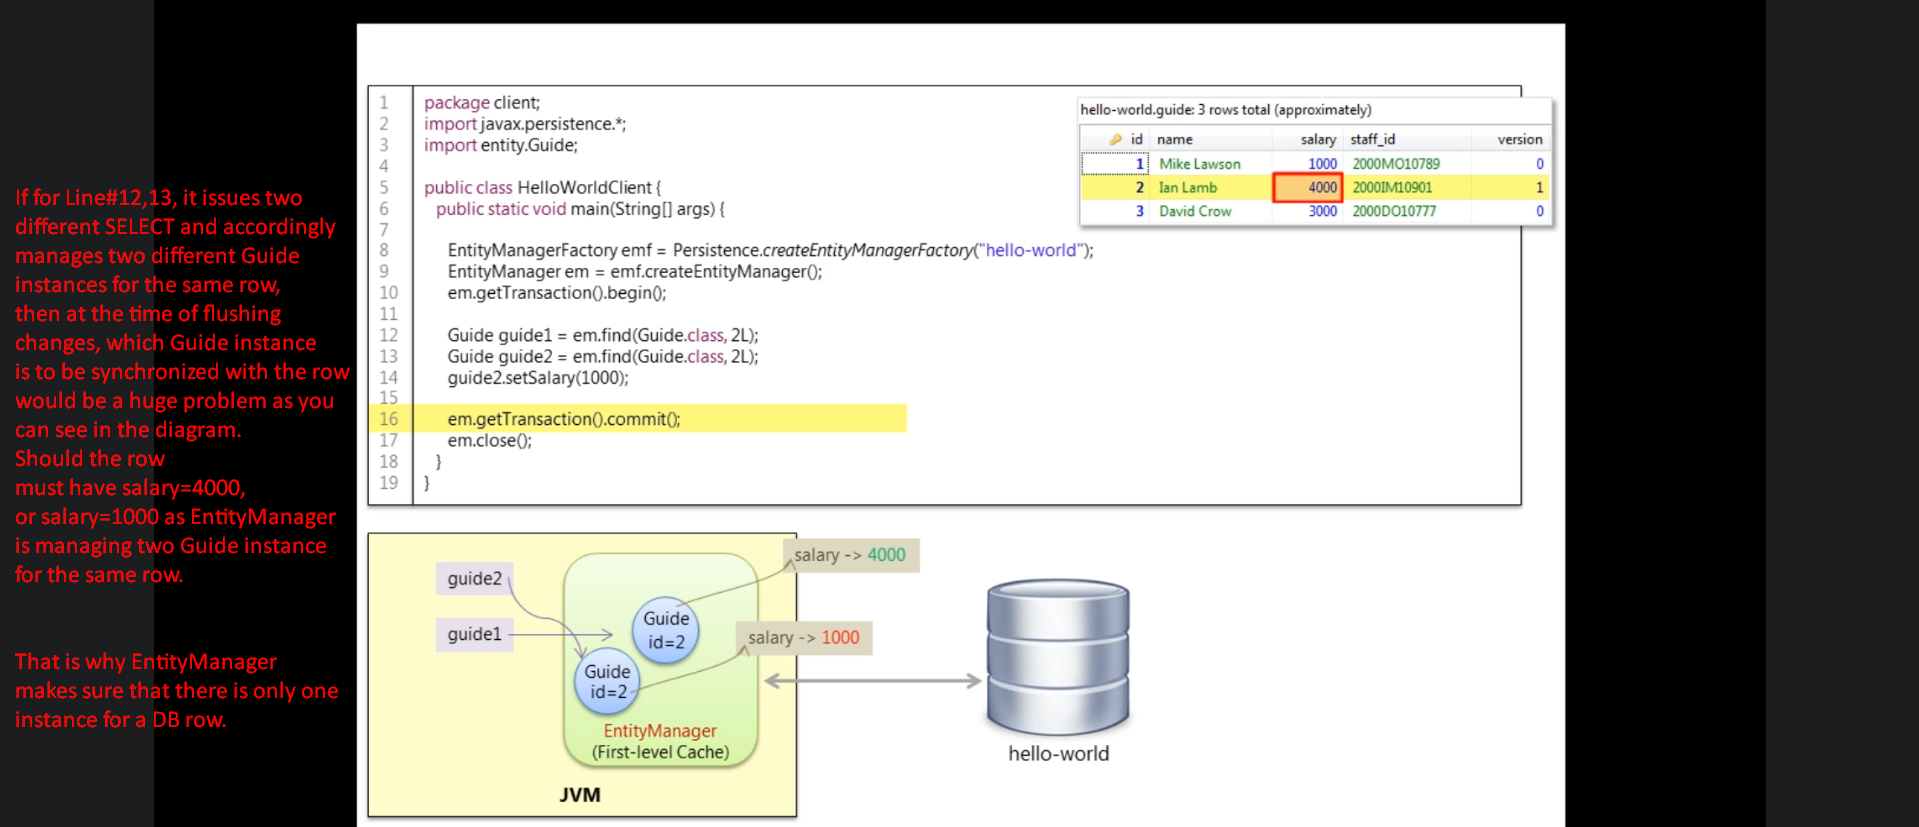 If for Line#12,13, it issues two
different SELECT and accordingly
manages two different Guide
instances for the same row,
then at the time of flushing
changes, which Guide instance
is to be synchronized with the row
would be a huge problem as you
can see in the diagram.
Should the row
must have salary=4000,
or salary=1000 as EntityManager
is managing two Guide instance
for the same row.
That is why EntityManager
makes sure that there is only one
instance for a DB row.
1 package client;
2 import javax.persistence.*;
3 import entity.Guide;
4
5 public class HelloWorldClient {
6 public static void main(String[] args) {
7
8 EntityManagerFactory emf = Persistence.createEntityManagerFactory("hello-world");
9 EntityManager em = emf.createEntityManager();
10 em.getTransaction().begin();
11
12 Guide guide1 = em.find(Guide.class, 2L);
13 Guide guide2 = em.find(Guide.class, 2L);
14 guide2.setSalary(1000);
15
16 em.getTransaction().commit();
17 em.close();
18 }
19 }
hello-world.guide: 3 rows total (approximately)
id name salary staff_id version
1 Mike Lawson 1000 2000MO10789 0
2 Ian Lamb 4000 2000IM10901 1
3 David Crow 3000 2000DO10777 0
salary -> 4000
guide2
Guide
id=2
guide1
salary -> 1000
Guide
id=2
EntityManager
(First-level Cache)
JVM
hello-world